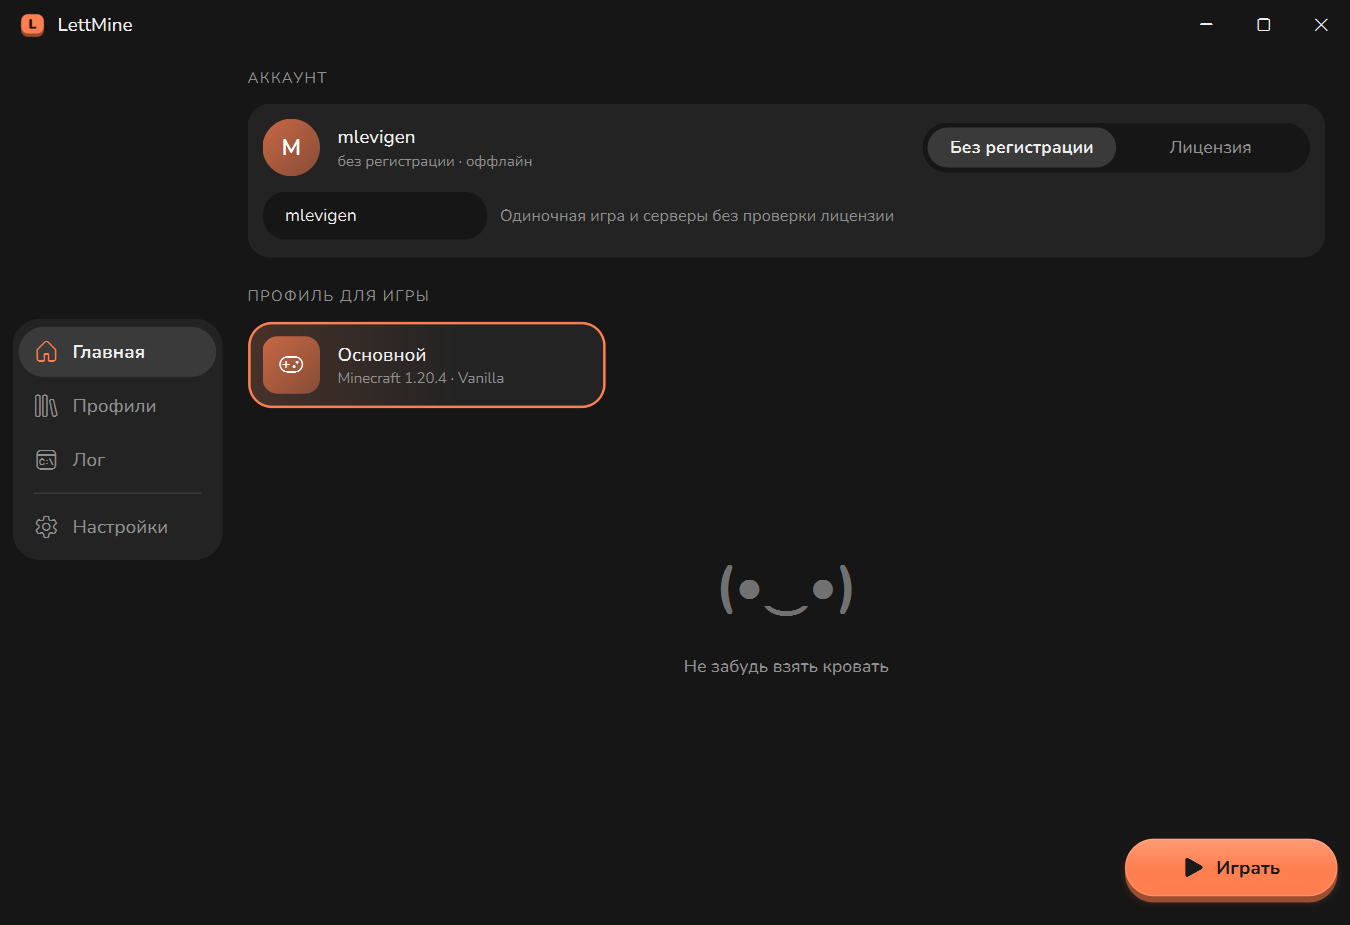 L LettMine
АККАУНТ
M
mlevigen
без регистрации · оффлайн
Без регистрации
Лицензия
mlevigen
Одиночная игра и серверы без проверки лицензии
ПРОФИЛЬ ДЛЯ ИГРЫ
Основной
Minecraft 1.20.4 · Vanilla
Главная
Профили
C:\ Лог
Настройки
(•‿•)
Не забудь взять кровать
Играть